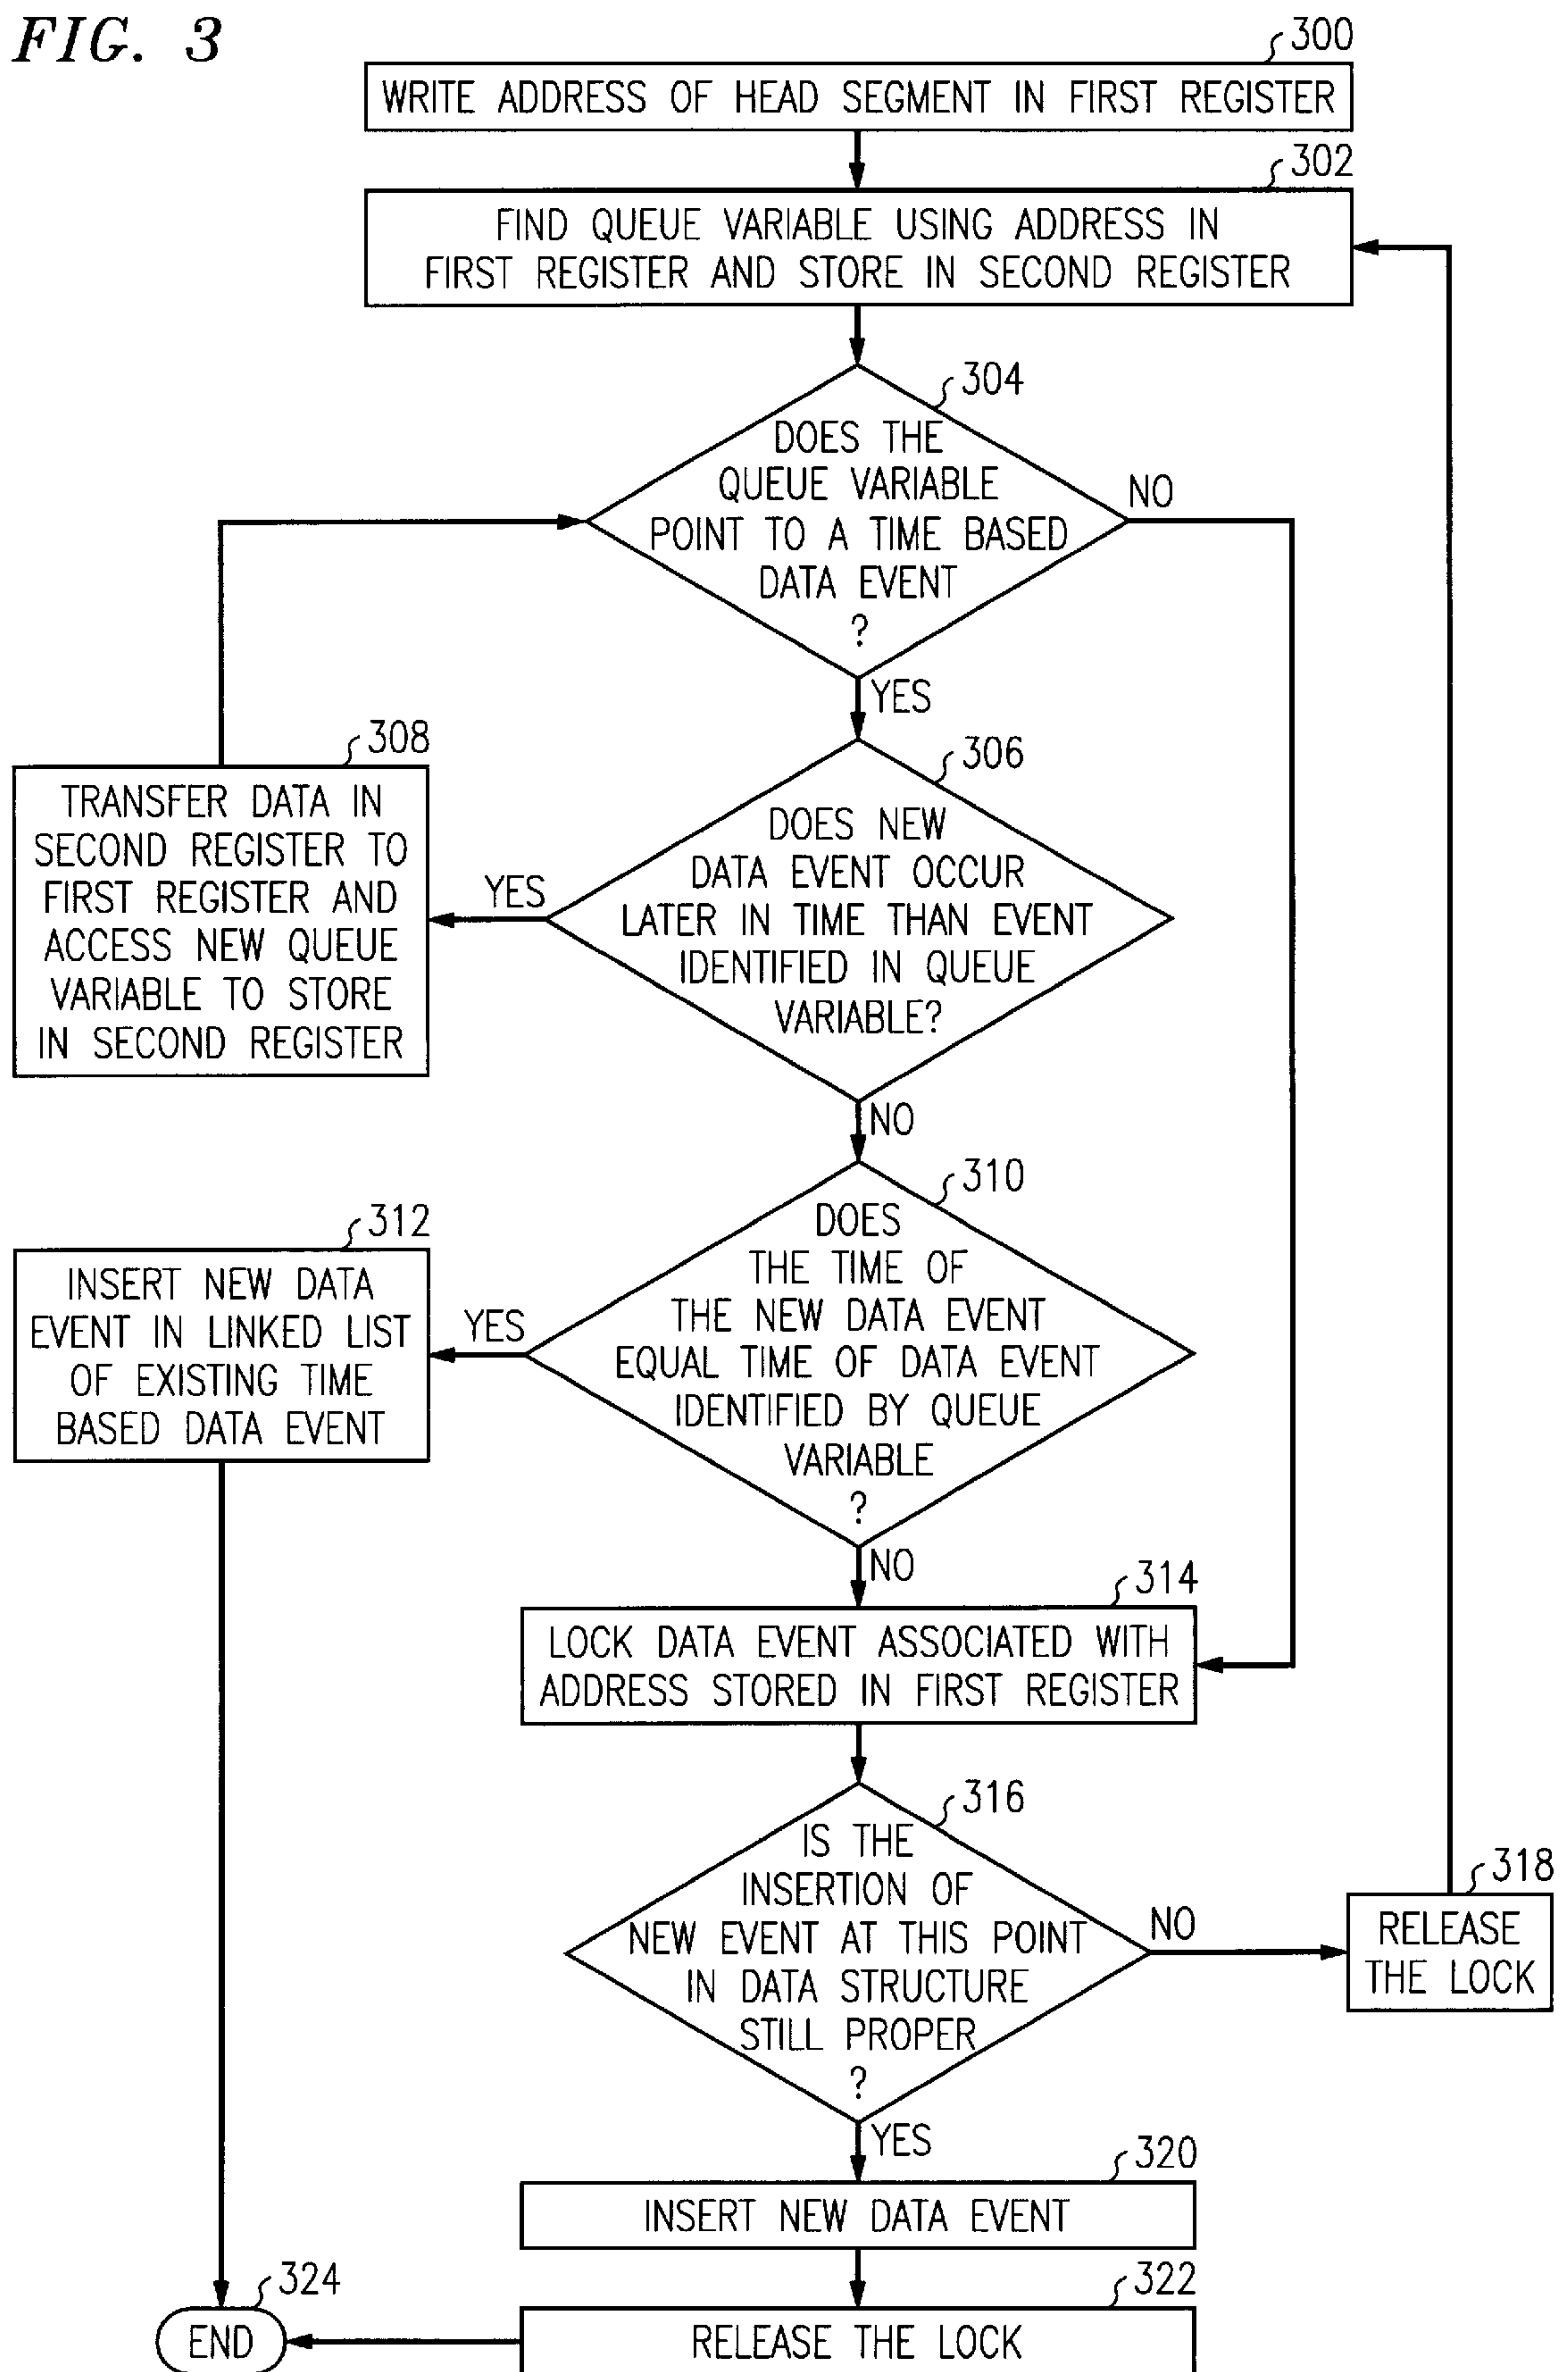 FIG. 3
300
WRITE ADDRESS OF HEAD SEGMENT IN FIRST REGISTER
302
FIND QUEUE VARIABLE USING ADDRESS IN
FIRST REGISTER AND STORE IN SECOND REGISTER
304
DOES THE
QUEUE VARIABLE
POINT TO A TIME BASED
DATA EVENT
?
NO
YES
306
DOES NEW
DATA EVENT OCCUR
LATER IN TIME THAN EVENT
IDENTIFIED IN QUEUE
VARIABLE?
YES
308
TRANSFER DATA IN
SECOND REGISTER TO
FIRST REGISTER AND
ACCESS NEW QUEUE
VARIABLE TO STORE
IN SECOND REGISTER
NO
310
DOES
THE TIME OF
THE NEW DATA EVENT
EQUAL TIME OF DATA EVENT
IDENTIFIED BY QUEUE
VARIABLE
?
YES
312
INSERT NEW DATA
EVENT IN LINKED LIST
OF EXISTING TIME
BASED DATA EVENT
NO
314
LOCK DATA EVENT ASSOCIATED WITH
ADDRESS STORED IN FIRST REGISTER
316
IS THE
INSERTION OF
NEW EVENT AT THIS POINT
IN DATA STRUCTURE
STILL PROPER
?
NO
318
RELEASE
THE LOCK
YES
320
INSERT NEW DATA EVENT
322
RELEASE THE LOCK
324
END